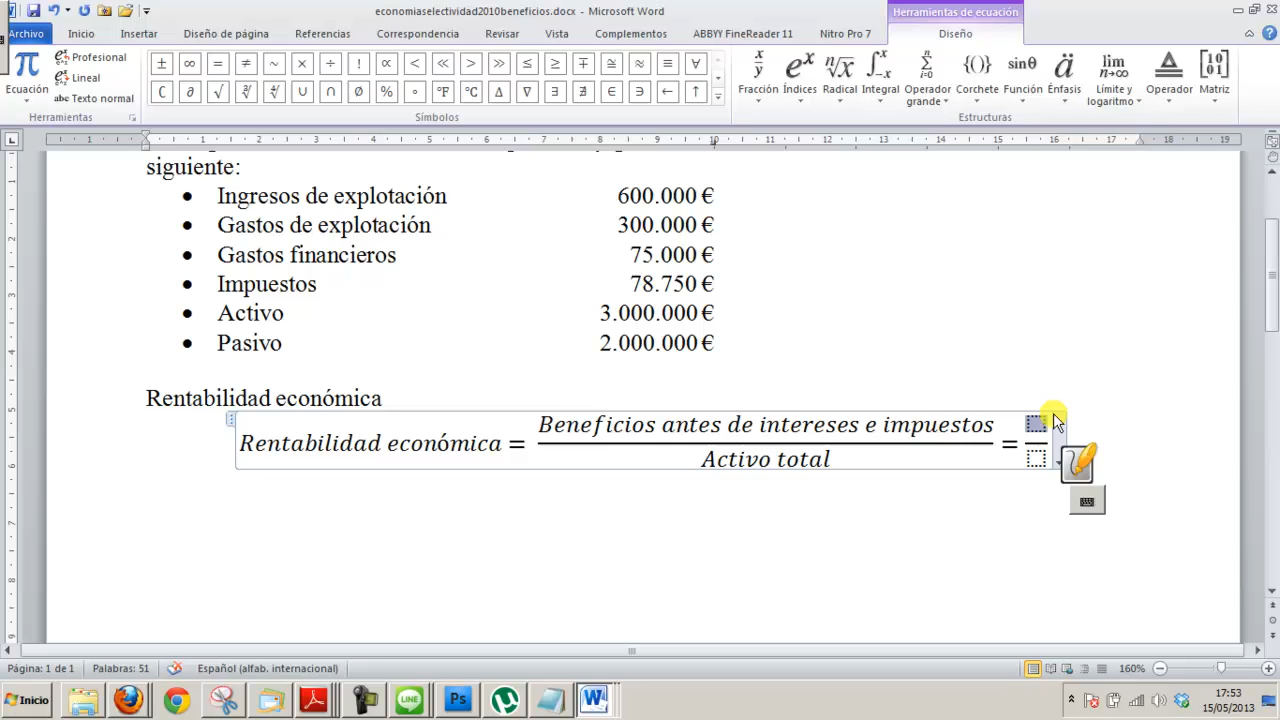 economiaselectividad2010beneficios.docx - Microsoft Word
Herramientas de ecuación
Archivo Inicio Insertar Diseño de página Referencias Correspondencia Revisar Vista Complementos ABBYY FineReader 11 Nitro Pro 7 Diseño
π Ecuación
Profesional
Lineal
abc Texto normal
Herramientas
± ∞ = ≠ ~ × ÷ ! ∝ < ≪ > ≫ ≤ ≥ ∓ ≅ ≈ ≡ ∀
∁ ∂ √ ∛ ∜ ∪ ∩ ∅ % ° °F °C ∆ ∇ ∃ ∄ ∈ ∋ ← ↑
Símbolos
Fracción Índices Radical Integral Operador grande Corchete Función Énfasis Límite y logaritmo Operador Matriz
Estructuras
siguiente:
• Ingresos de explotación 600.000 €
• Gastos de explotación 300.000 €
• Gastos financieros 75.000 €
• Impuestos 78.750 €
• Activo 3.000.000 €
• Pasivo 2.000.000 €
Rentabilidad económica
Beneficios antes de intereses e impuestos
Rentabilidad económica = =
Activo total
Página: 1 de 1 Palabras: 51 Español (alfab. internacional) 160%
Inicio
17:53
15/05/2013